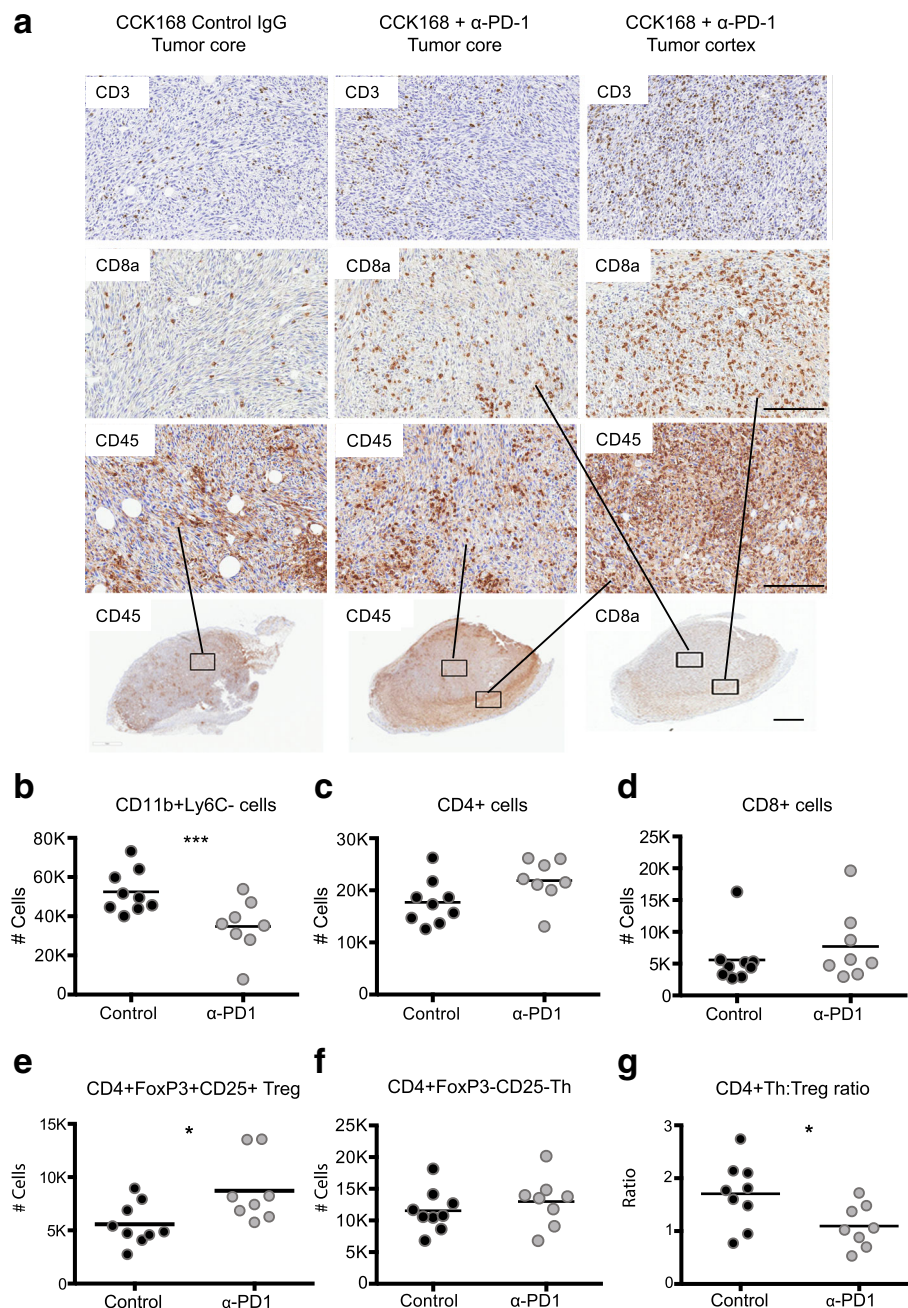 a
CCK168 Control IgG
Tumor core
CCK168 + α-PD-1
Tumor core
CCK168 + α-PD-1
Tumor cortex
CD3
CD3
CD3
CD8a
CD8a
CD8a
CD45
CD45
CD45
CD45
CD45
CD8a
b
CD11b+Ly6C- cells
***
80K
60K
40K
20K
0
# Cells
Control
α-PD1
c
CD4+ cells
30K
20K
10K
0
# Cells
Control
α-PD1
d
CD8+ cells
25K
20K
15K
10K
5K
0
# Cells
Control
α-PD1
e
CD4+FoxP3+CD25+ Treg
*
15K
10K
5K
0
# Cells
Control
α-PD1
f
CD4+FoxP3-CD25-Th
25K
20K
15K
10K
5K
0
# Cells
Control
α-PD1
g
CD4+Th:Treg ratio
*
3
2
1
0
Ratio
Control
α-PD1